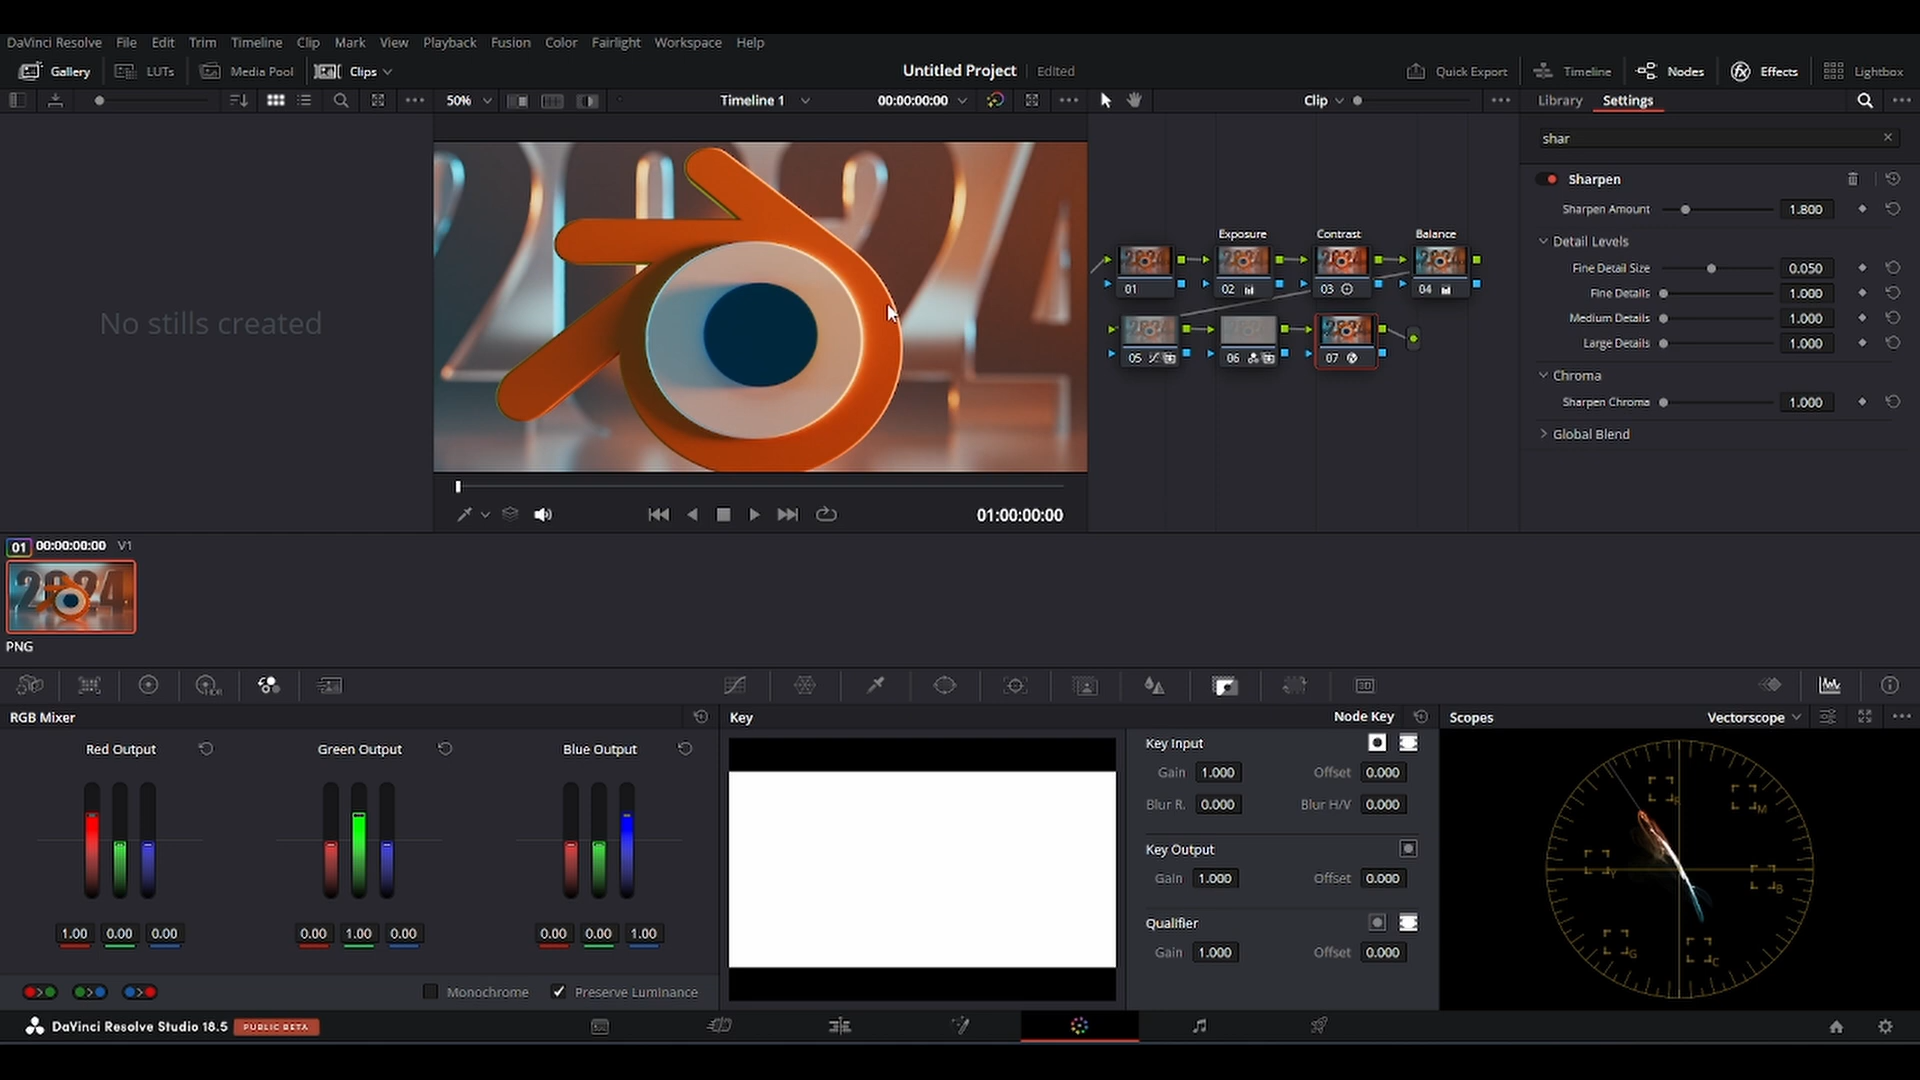 DaVinci Resolve File Edit Trim Timeline Clip Mark View Playback Fusion Color Fairlight Workspace Help
Gallery LUTs Media Pool Clips Untitled Project Edited Quick Export Timeline Nodes Effects Lightbox
50% Timeline 1 00:00:00:00 Clip Library Settings
shar
Sharpen
Sharpen Amount 1.800
Detail Levels
Fine Detail Size 0.050
Fine Details 1.000
Medium Details 1.000
Large Details 1.000
Chroma
Sharpen Chroma 1.000
Global Blend
No stills created
2024
Exposure Contrast Balance
01 02 03 04
05 06 07
01:00:00:00
01 00:00:00:00 V1
2024
PNG
RGB Mixer
Red Output Green Output Blue Output
1.00 0.00 0.00 0.00 1.00 0.00 0.00 0.00 1.00
Monochrome Preserve Luminance
Key Node Key
Key Input
Gain 1.000 Offset 0.000
Blur R. 0.000 Blur H/V 0.000
Key Output
Gain 1.000 Offset 0.000
Qualifier
Gain 1.000 Offset 0.000
Scopes Vectorscope
R M
Y B
G C
HDR
3D
DaVinci Resolve Studio 18.5 PUBLIC BETA